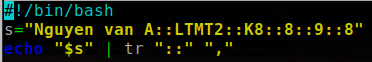 #!/bin/bash
s="Nguyen van A::LTMT2::K8::8::9::8"
echo "$s" | tr "::" ","